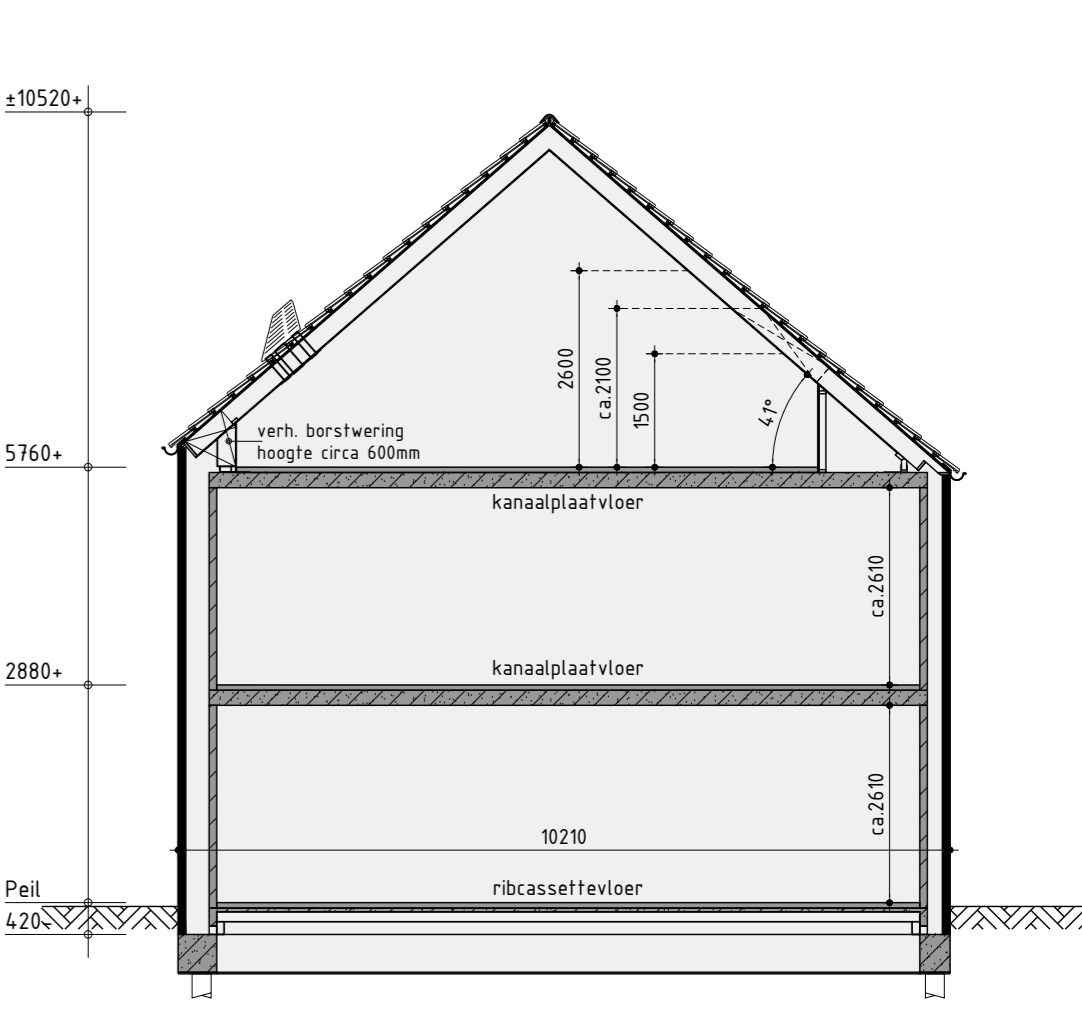 ±10520+
2600
ca.2100
1500
41°
verh. borstwering
hoogte circa 600mm
5760+
kanaalplaatvloer
ca.2610
2880+
kanaalplaatvloer
ca.2610
10210
Peil
ribcassettevloer
420-